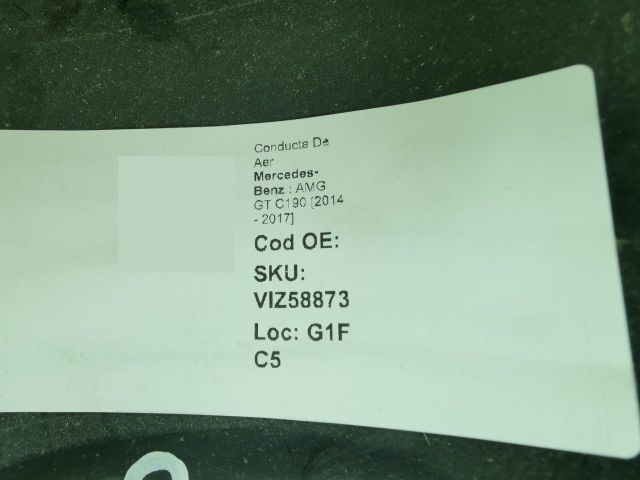 Conducta De
Aer
Mercedes-
Benz : AMG
GT C190 [2014
- 2017]
Cod OE:
SKU:
VIZ58873
Loc: G1F
C5